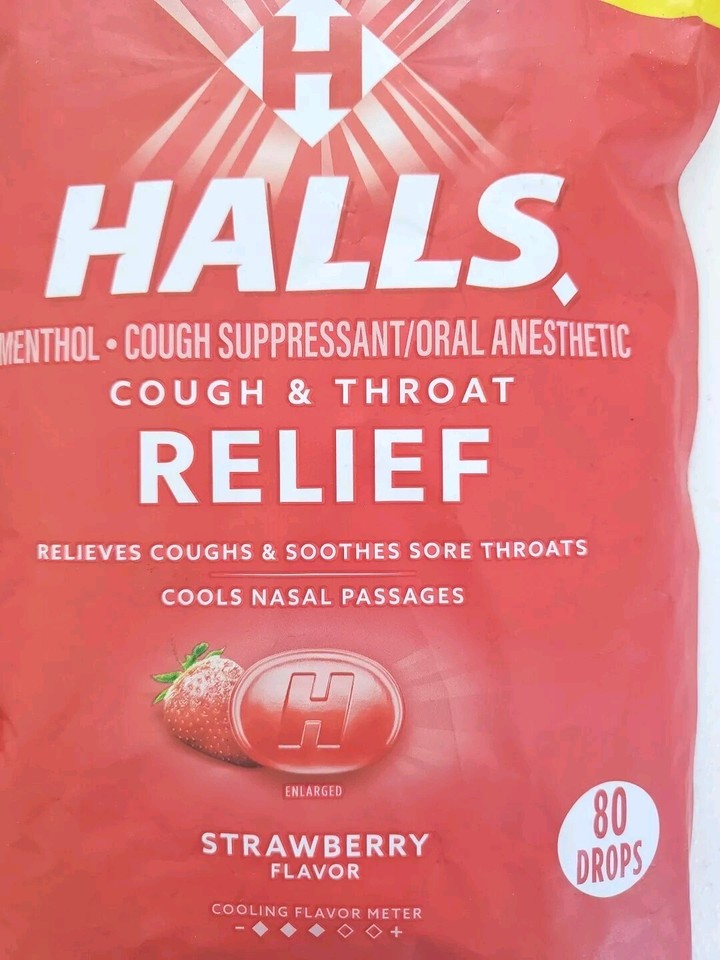 H
HALLS
MENTHOL • COUGH SUPPRESSANT/ORAL ANESTHETIC
COUGH & THROAT
RELIEF
RELIEVES COUGHS & SOOTHES SORE THROATS
COOLS NASAL PASSAGES
H
ENLARGED
80
DROPS
STRAWBERRY
FLAVOR
COOLING FLAVOR METER
- ◆ ◆ ◆ ◇ ◇ +